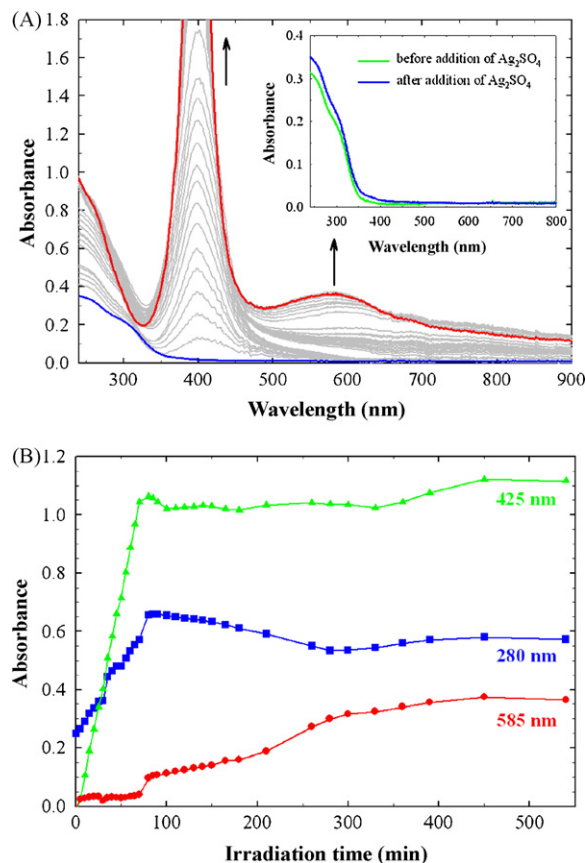 (A)
1.8
1.6
1.4
1.2
1.0
0.8
0.6
0.4
0.2
0.0
Absorbance
300 400 500 600 700 800 900
Wavelength (nm)
0.4
0.3
0.2
0.1
0.0
Absorbance
before addition of Ag₂SO₄
after addition of Ag₂SO₄
300 400 500 600 700 800
Wavelength (nm)
(B)
1.2
1.0
0.8
0.6
0.4
0.2
0.0
Absorbance
425 nm
280 nm
585 nm
0 100 200 300 400 500
Irradiation time (min)